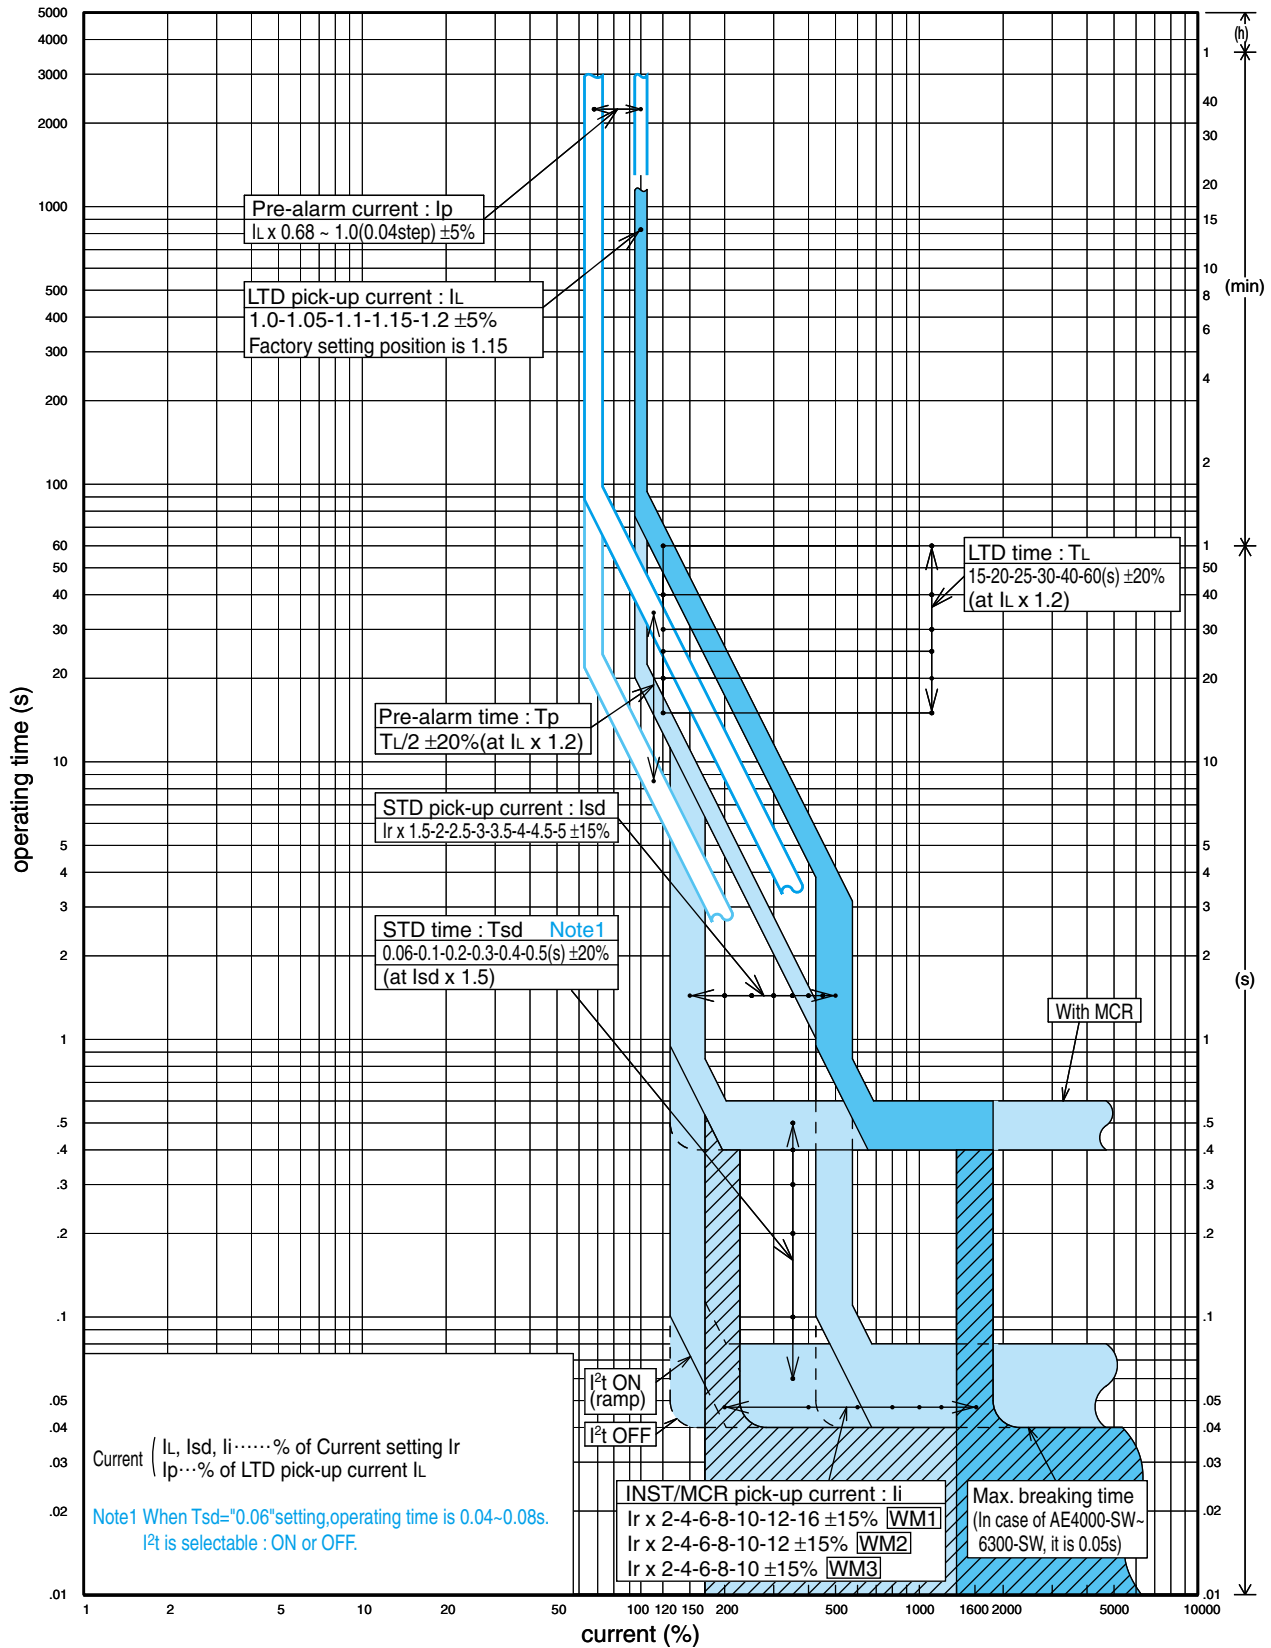 5000
4000
3000
2000
1000
500
400
300
200
100
60
50
40
30
20
10
5
4
3
2
1
.5
.4
.3
.2
.1
.05
.04
.03
.02
.01
operating time (s)
(h)
1
40
30
20
15
10
8
6
4
2
1
(min)
50
40
30
20
10
5
4
3
2
1
.5
.4
.3
.2
.1
.05
.04
.03
.02
.01
(s)
Pre-alarm current : Ip
IL x 0.68 ~ 1.0(0.04step) ±5%
LTD pick-up current : IL
1.0-1.05-1.1-1.15-1.2 ±5%
Factory setting position is 1.15
LTD time : TL
15-20-25-30-40-60(s) ±20%
(at IL x 1.2)
Pre-alarm time : Tp
TL/2 ±20%(at IL x 1.2)
STD pick-up current : Isd
Ir x 1.5-2-2.5-3-3.5-4-4.5-5 ±15%
STD time : Tsd Note1
0.06-0.1-0.2-0.3-0.4-0.5(s) ±20%
(at Isd x 1.5)
With MCR
I²t ON
(ramp)
I²t OFF
Current ( IL, Isd, Ii······% of Current setting Ir
Ip···% of LTD pick-up current IL
Note1 When Tsd="0.06"setting,operating time is 0.04~0.08s.
I²t is selectable : ON or OFF.
INST/MCR pick-up current : Ii
Ir x 2-4-6-8-10-12-16 ±15% WM1
Ir x 2-4-6-8-10-12 ±15% WM2
Ir x 2-4-6-8-10 ±15% WM3
Max. breaking time
(In case of AE4000-SW~
6300-SW, it is 0.05s)
1 2 5 10 20 50 100 120 150 200 500 1000 1600 2000 5000 10000
current (%)